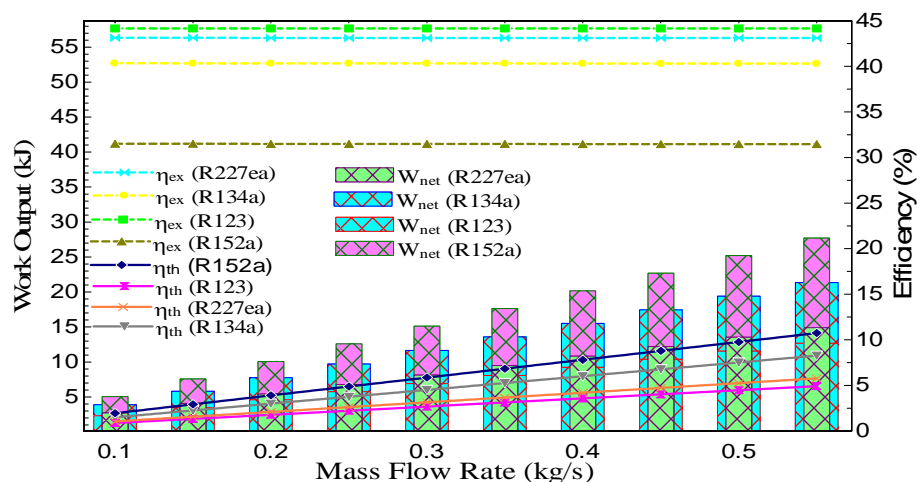 Work Output (kJ)
55
50
45
40
35
30
25
20
15
10
5
ηex (R227ea)
ηex (R134a)
ηex (R123)
ηex (R152a)
ηth (R152a)
ηth (R123)
ηth (R227ea)
ηth (R134a)
Wnet (R227ea)
Wnet (R134a)
Wnet (R123)
Wnet (R152a)
45
40
35
30
25
20
15
10
5
0
Efficiency (%)
0.1 0.2 0.3 0.4 0.5
Mass Flow Rate (kg/s)